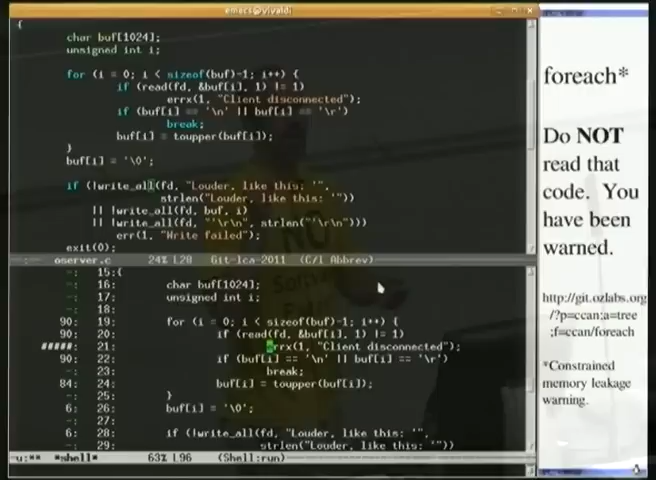 emacs@vivaldi
{
char buf[1024];
unsigned int i;
for (i = 0; i < sizeof(buf)-1; i++) {
if (read(fd, &buf[i], 1) != 1)
errx(1, "Client disconnected");
if (buf[i] == '\n' || buf[i] == '\r')
break;
buf[i] = toupper(buf[i]);
}
buf[i] = '\0';
if (!write_all(fd, "Louder, like this: '",
strlen("Louder, like this: '"))
|| !write_all(fd, buf, i)
|| !write_all(fd, "'\r\n", strlen("'\r\n")))
err(1, "Write failed");
exit(0);
oserver.c 24% L28 Git-lca-2011 (C/l Abbrev)
-: 15:{
-: 16: char buf[1024];
-: 17: unsigned int i;
-: 18:
90: 19: for (i = 0; i < sizeof(buf)-1; i++) {
90: 20: if (read(fd, &buf[i], 1) != 1)
#####: 21: errx(1, "Client disconnected");
90: 22: if (buf[i] == '\n' || buf[i] == '\r')
-: 23: break;
84: 24: buf[i] = toupper(buf[i]);
-: 25: }
6: 26: buf[i] = '\0';
-: 27:
6: 28: if (!write_all(fd, "Louder, like this: '",
-: 29: strlen("Louder, like this: '"))
u:** *shell* 63% L96 (Shell:run)
foreach*
Do NOT
read that
code. You
have been
warned.
http://git.ozlabs.org
/?p=ccan;a=tree
;f=ccan/foreach
*Constrained
memory leakage
warning.